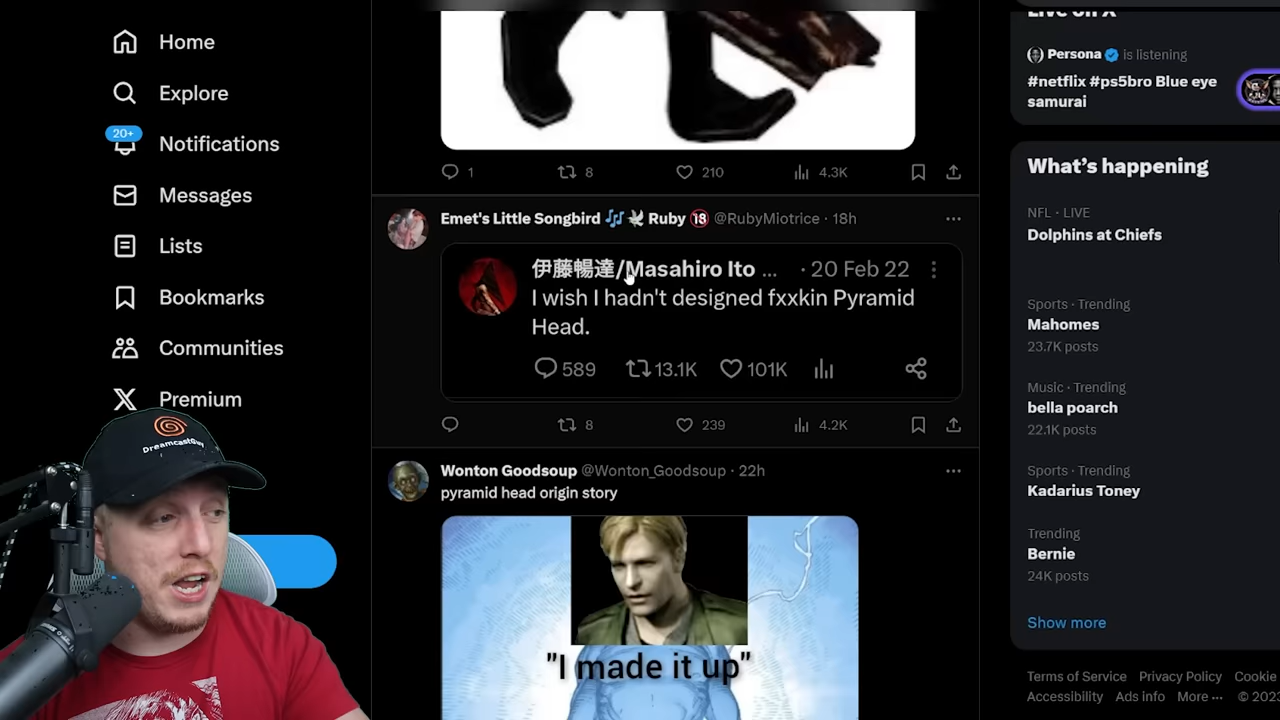 Home
Explore
20+
Notifications
Messages
Lists
Bookmarks
Communities
Premium
DreamcastGuy
1
8
210
4.3K
Emet's Little Songbird 🎶🕊️ Ruby 🔞 @RubyMiotrice · 18h
伊藤暢達/Masahiro Ito ... · 20 Feb 22
I wish I hadn't designed fxxkin Pyramid
Head.
589
13.1K
101K
8
239
4.2K
Wonton Goodsoup @Wonton_Goodsoup · 22h
pyramid head origin story
"I made it up"
Live on X
Persona is listening
#netflix #ps5bro Blue eye
samurai
What's happening
NFL · LIVE
Dolphins at Chiefs
Sports · Trending
Mahomes
23.7K posts
Music · Trending
bella poarch
22.1K posts
Sports · Trending
Kadarius Toney
Trending
Bernie
24K posts
Show more
Terms of Service Privacy Policy Cookie
Accessibility Ads info More ··· © 202